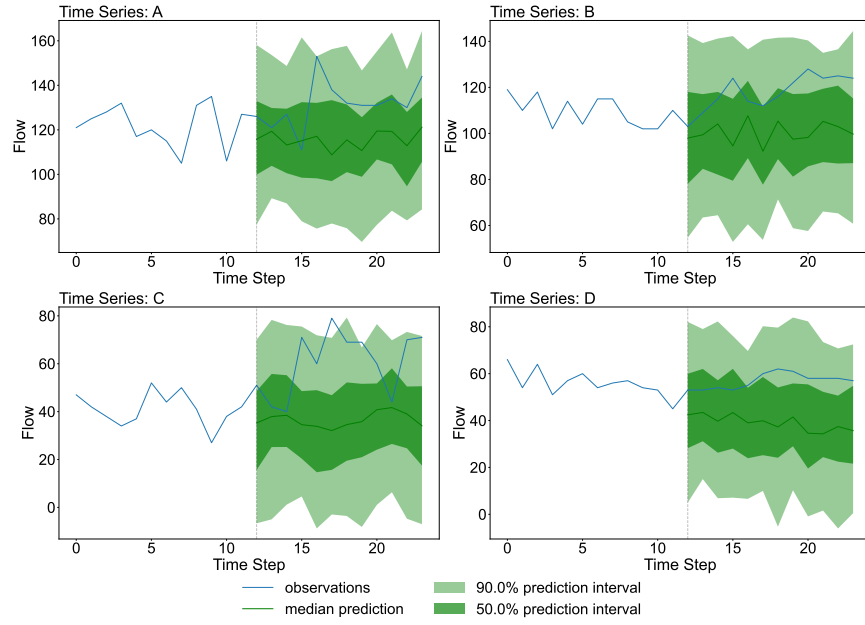 Time Series: A
160
140
120
100
80
Flow
0 5 10 15 20
Time Step
Time Series: B
140
120
100
80
60
Flow
0 5 10 15 20
Time Step
Time Series: C
80
60
40
20
0
Flow
0 5 10 15 20
Time Step
Time Series: D
80
60
40
20
0
Flow
0 5 10 15 20
Time Step
observations
median prediction
90.0% prediction interval
50.0% prediction interval